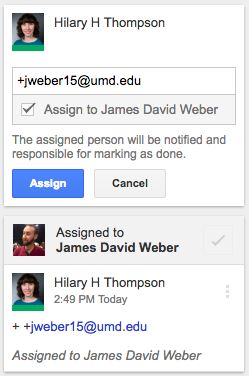 Hilary H Thompson
+jweber15@umd.edu
Assign to James David Weber
The assigned person will be notified and
responsible for marking as done.
Assign Cancel
Assigned to
James David Weber
Hilary H Thompson
2:49 PM Today
+ +jweber15@umd.edu
Assigned to James David Weber